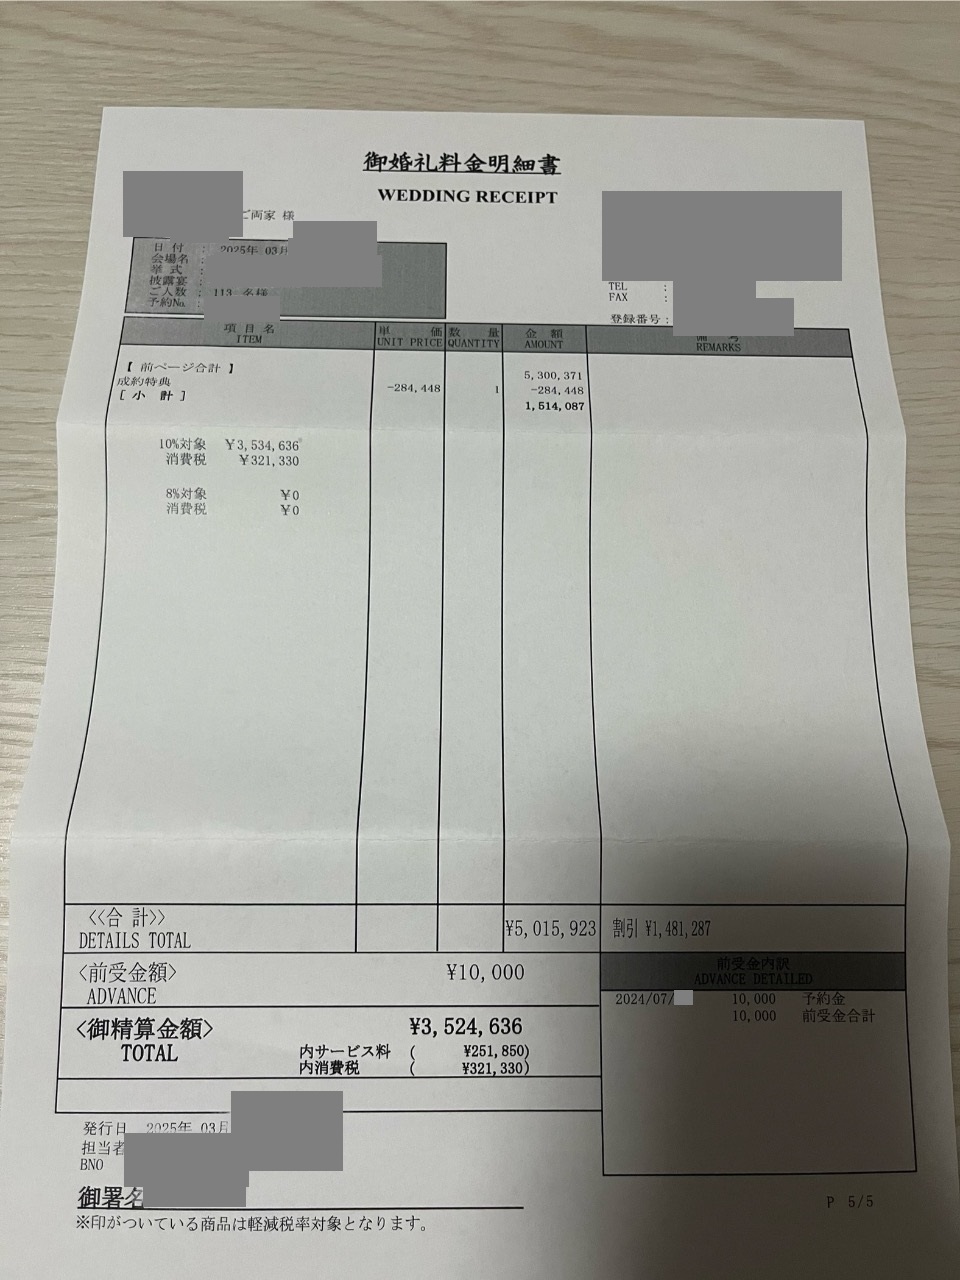 御婚礼料金明細書
WEDDING RECEIPT
ご両家 様
日 付 : 2025年 03月
会場名 :
挙 式 :
披露宴 :
ご人数 : 113 名様
予約No. :
TEL :
FAX :
登録番号 :
項 目 名 単 価 数 量 金 額
ITEM UNIT PRICE QUANTITY AMOUNT REMARKS
【 前ページ合計 】 5,300,371
成約特典 -284,448 1 -284,448
[ 小 計 ] 1,514,087
10%対象 ¥3,534,636
消費税 ¥321,330
8%対象 ¥0
消費税 ¥0
<<合 計>> ¥5,015,923 割引 ¥1,481,287
DETAILS TOTAL
<前受金額> ¥10,000
ADVANCE
前受金内訳
ADVANCE DETAILED
2024/07/ 10,000 予約金
10,000 前受金合計
<御精算金額> ¥3,524,636
TOTAL
内サービス料 ( ¥251,850)
内消費税 ( ¥321,330)
発行日 2025年 03月
担当者
BNO
御署名
P 5/5
※印がついている商品は軽減税率対象となります。